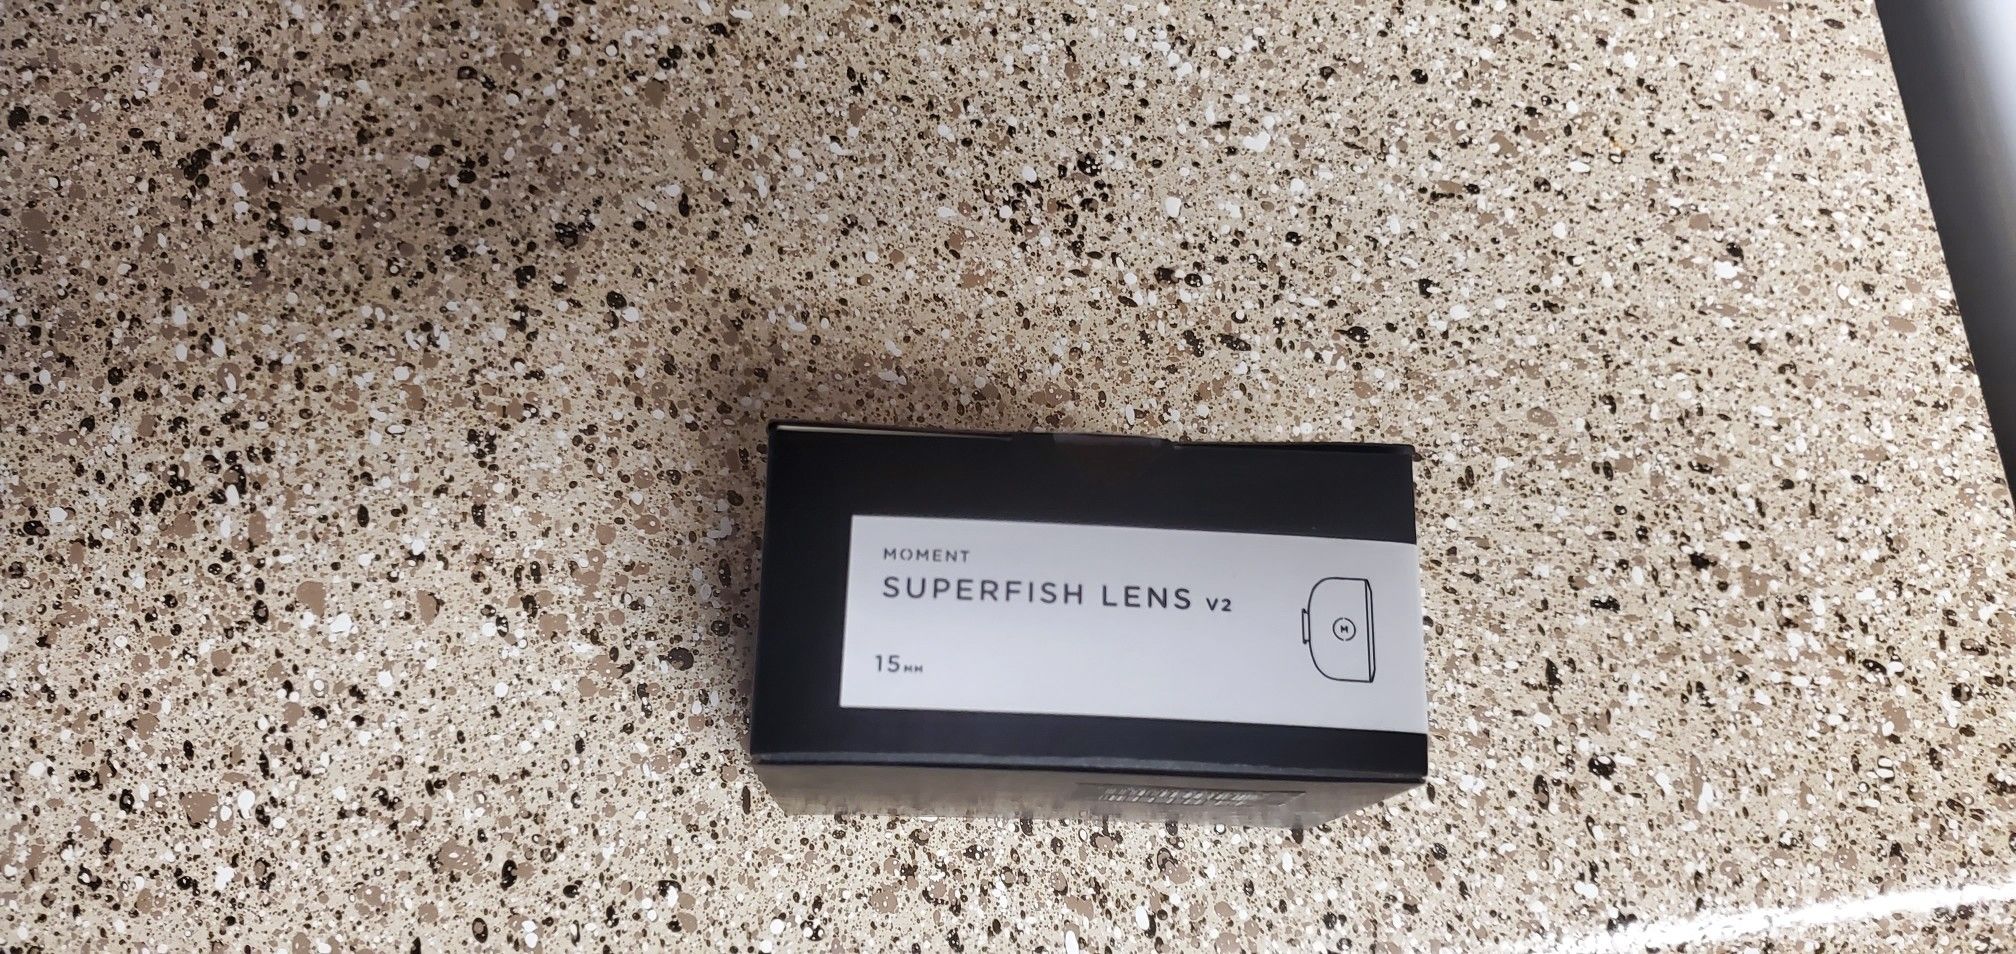 MOMENT
SUPERFISH LENS V2
15MM
M